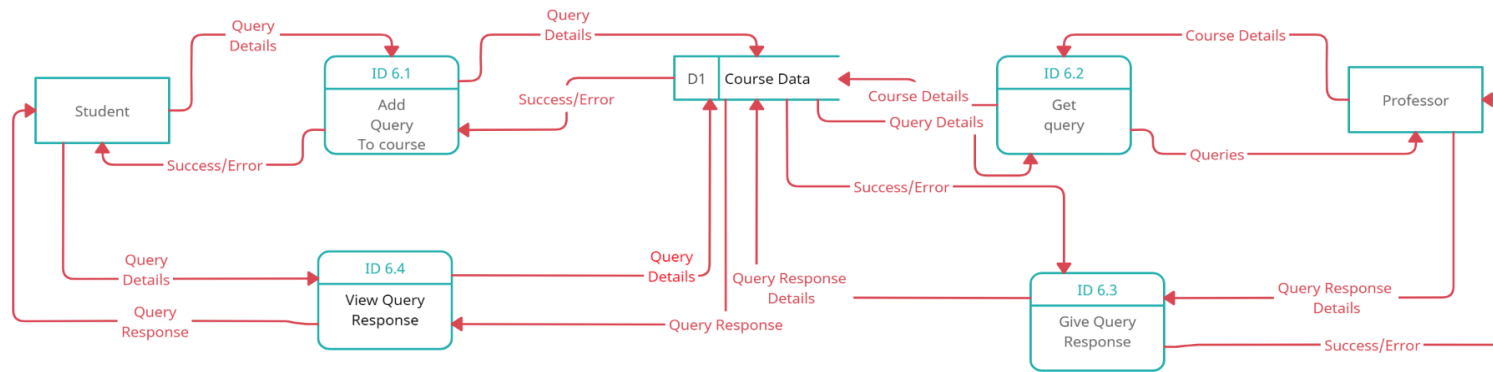 Query
Details
Query
Details
Course Details
ID 6.1
Add
Query
To course
D1
Course Data
ID 6.2
Get
query
Student
Professor
Success/Error
Course Details
Query Details
Success/Error
Queries
Success/Error
Query
Details
ID 6.4
View Query
Response
Query
Details
Query Response
Details
ID 6.3
Give Query
Response
Query Response
Details
Query
Response
Query Response
Success/Error